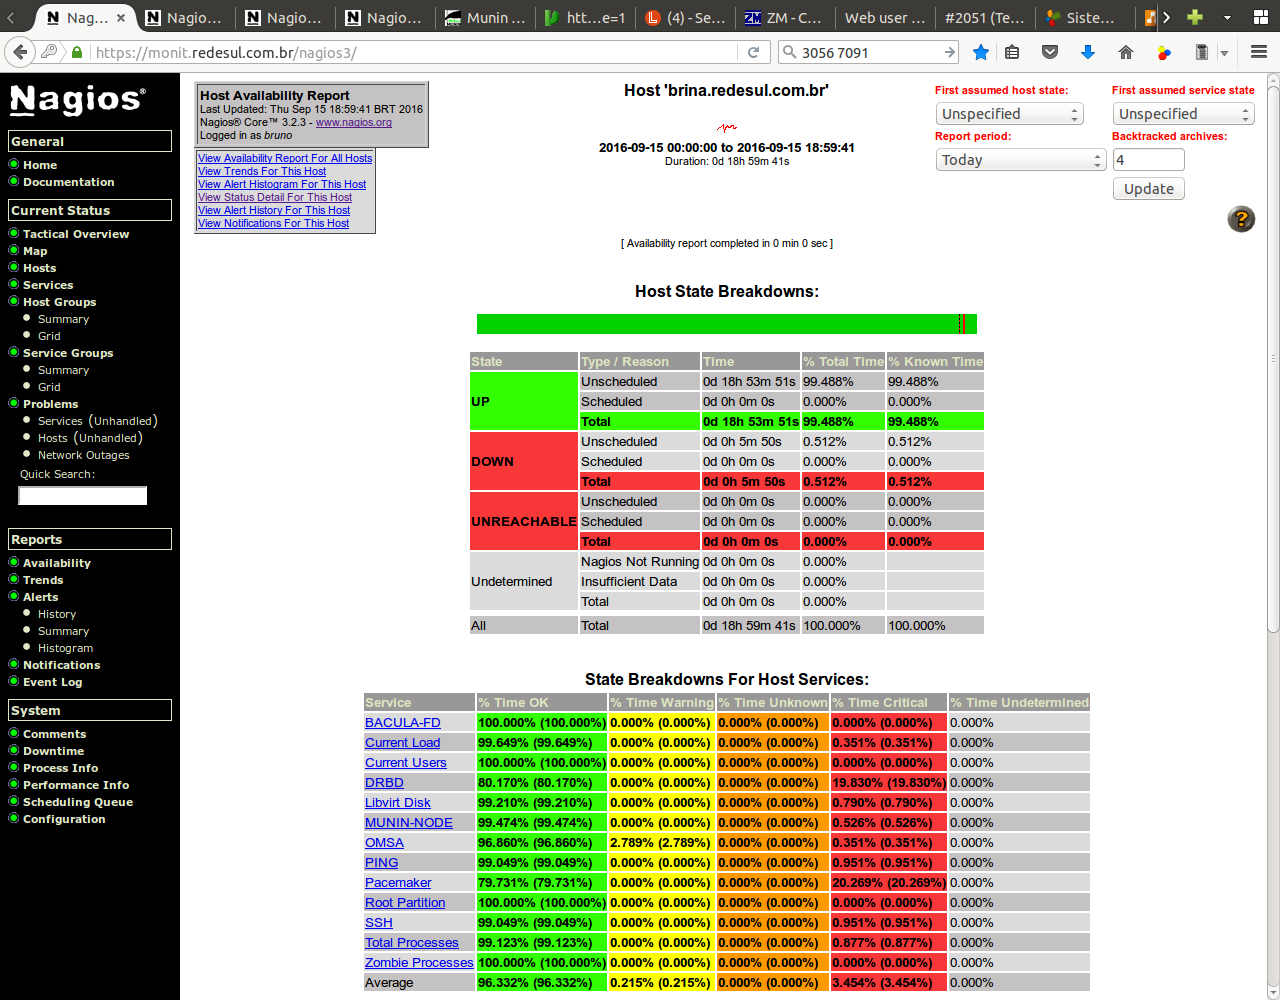 Nag...
Nagio...
Nagio...
Nagio...
Munin ...
htt...e=1
(4) - Se...
ZM - C...
Web user ...
#2051 (Te...
Siste...
https://monit.redesul.com.br/nagios3/
3056 7091
Nagios®
General
Home
Documentation
Current Status
Tactical Overview
Map
Hosts
Services
Host Groups
Summary
Grid
Service Groups
Summary
Grid
Problems
Services (Unhandled)
Hosts (Unhandled)
Network Outages
Quick Search:
Reports
Availability
Trends
Alerts
History
Summary
Histogram
Notifications
Event Log
System
Comments
Downtime
Process Info
Performance Info
Scheduling Queue
Configuration
Host Availability Report
Last Updated: Thu Sep 15 18:59:41 BRT 2016
Nagios® Core™ 3.2.3 - www.nagios.org
Logged in as bruno
View Availability Report For All Hosts
View Trends For This Host
View Alert Histogram For This Host
View Status Detail For This Host
View Alert History For This Host
View Notifications For This Host
Host 'brina.redesul.com.br'
2016-09-15 00:00:00 to 2016-09-15 18:59:41
Duration: 0d 18h 59m 41s
[ Availability report completed in 0 min 0 sec ]
First assumed host state: First assumed service state
Unspecified Unspecified
Report period: Backtracked archives:
Today 4
Update
Host State Breakdowns:
State Type / Reason Time % Total Time % Known Time
UP Unscheduled 0d 18h 53m 51s 99.488% 99.488%
Scheduled 0d 0h 0m 0s 0.000% 0.000%
Total 0d 18h 53m 51s 99.488% 99.488%
DOWN Unscheduled 0d 0h 5m 50s 0.512% 0.512%
Scheduled 0d 0h 0m 0s 0.000% 0.000%
Total 0d 0h 5m 50s 0.512% 0.512%
UNREACHABLE Unscheduled 0d 0h 0m 0s 0.000% 0.000%
Scheduled 0d 0h 0m 0s 0.000% 0.000%
Total 0d 0h 0m 0s 0.000% 0.000%
Undetermined Nagios Not Running 0d 0h 0m 0s 0.000%
Insufficient Data 0d 0h 0m 0s 0.000%
Total 0d 0h 0m 0s 0.000%
All Total 0d 18h 59m 41s 100.000% 100.000%
State Breakdowns For Host Services:
Service % Time OK % Time Warning % Time Unknown % Time Critical % Time Undetermined
BACULA-FD 100.000% (100.000%) 0.000% (0.000%) 0.000% (0.000%) 0.000% (0.000%) 0.000%
Current Load 99.649% (99.649%) 0.000% (0.000%) 0.000% (0.000%) 0.351% (0.351%) 0.000%
Current Users 100.000% (100.000%) 0.000% (0.000%) 0.000% (0.000%) 0.000% (0.000%) 0.000%
DRBD 80.170% (80.170%) 0.000% (0.000%) 0.000% (0.000%) 19.830% (19.830%) 0.000%
Libvirt Disk 99.210% (99.210%) 0.000% (0.000%) 0.000% (0.000%) 0.790% (0.790%) 0.000%
MUNIN-NODE 99.474% (99.474%) 0.000% (0.000%) 0.000% (0.000%) 0.526% (0.526%) 0.000%
OMSA 96.860% (96.860%) 2.789% (2.789%) 0.000% (0.000%) 0.351% (0.351%) 0.000%
PING 99.049% (99.049%) 0.000% (0.000%) 0.000% (0.000%) 0.951% (0.951%) 0.000%
Pacemaker 79.731% (79.731%) 0.000% (0.000%) 0.000% (0.000%) 20.269% (20.269%) 0.000%
Root Partition 100.000% (100.000%) 0.000% (0.000%) 0.000% (0.000%) 0.000% (0.000%) 0.000%
SSH 99.049% (99.049%) 0.000% (0.000%) 0.000% (0.000%) 0.951% (0.951%) 0.000%
Total Processes 99.123% (99.123%) 0.000% (0.000%) 0.000% (0.000%) 0.877% (0.877%) 0.000%
Zombie Processes 100.000% (100.000%) 0.000% (0.000%) 0.000% (0.000%) 0.000% (0.000%) 0.000%
Average 96.332% (96.332%) 0.215% (0.215%) 0.000% (0.000%) 3.454% (3.454%) 0.000%